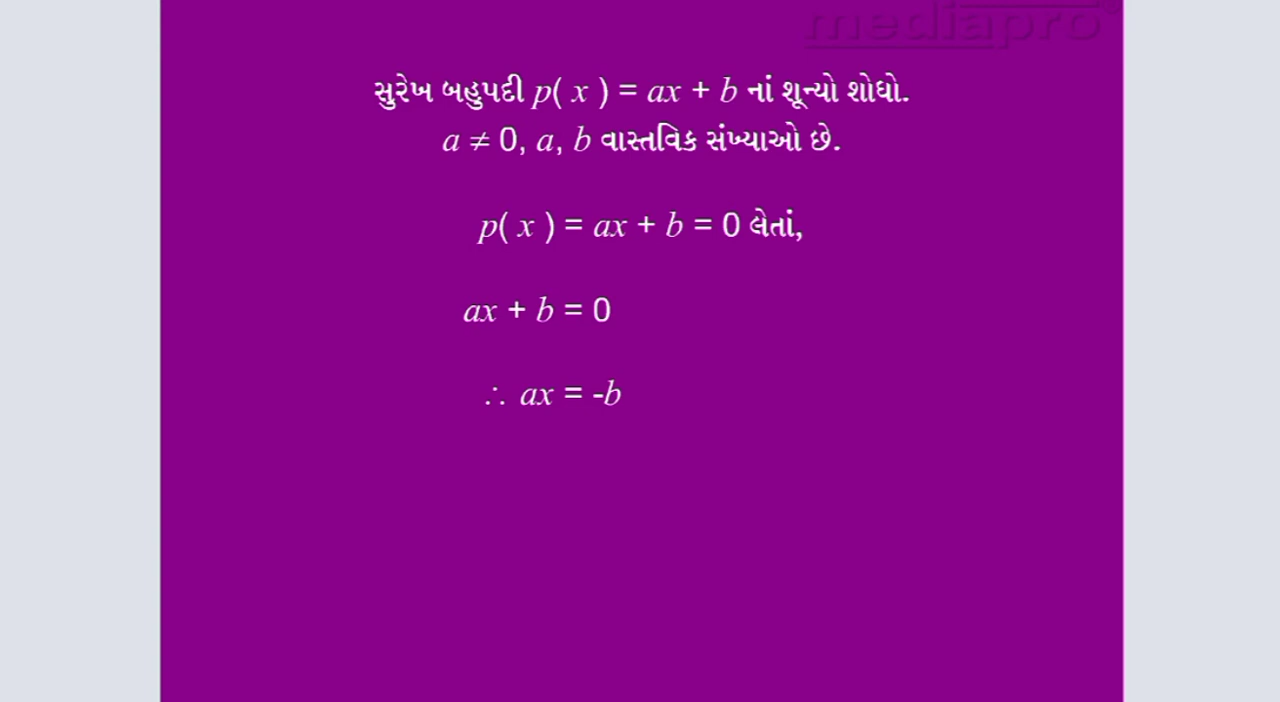 mediapro®
સુરેખ બહુપદી p( x ) = ax + b નાં શૂન્યો શોધો.
a ≠ 0, a, b વાસ્તવિક સંખ્યાઓ છે.
p( x ) = ax + b = 0 લેતાં,
ax + b = 0
∴ ax = -b